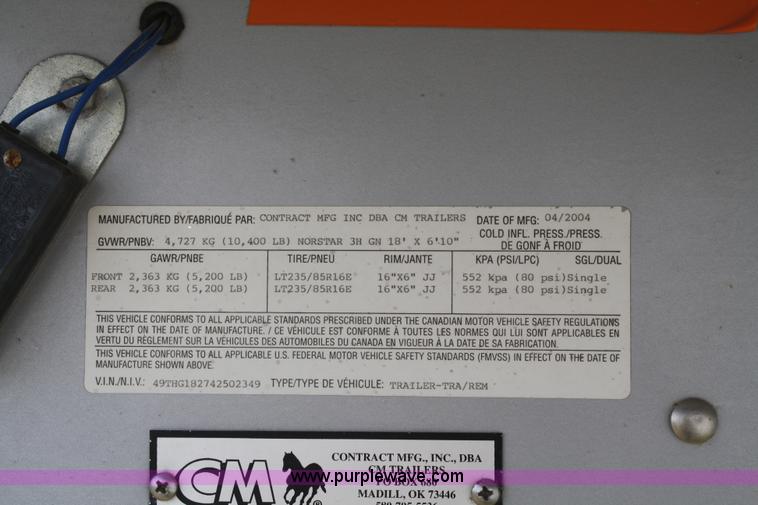 MANUFACTURED BY/FABRIQUÉ PAR: CONTRACT MFG INC DBA CM TRAILERS DATE OF MFG: 04/2004
GVWR/PNBV: 4,727 KG (10,400 LB) NORSTAR 3H GN 18' X 6'10" COLD INFL. PRESS./PRESS. DE GONF À FROID
GAWR/PNBE TIRE/PNEU RIM/JANTE KPA (PSI/LPC) SGL/DUAL
FRONT 2,363 KG (5,200 LB) LT235/85R16E 16"X6" JJ 552 kpa (80 psi)Single
REAR 2,363 KG (5,200 LB) LT235/85R16E 16"X6" JJ 552 kpa (80 psi)Single
THIS VEHICLE CONFORMS TO ALL APPLICABLE STANDARDS PRESCRIBED UNDER THE CANADIAN MOTOR VEHICLE SAFETY REGULATIONS
IN EFFECT ON THE DATE OF MANUFACTURE. / CE VÉHICULE EST CONFORME À TOUTES LES NORMES QUI LUI SONT APPLICABLES EN
VERTU DU RÈGLEMENT SUR LA VÉHICULES DES AUTOMOBILES DU CANADA EN VIGUEUR À LA DATE DE SA FABRICATION.
THIS VEHICLE CONFORMS TO ALL APPLICABLE U.S. FEDERAL MOTOR VEHICLE SAFETY STANDARDS (FMVSS) IN EFFECT ON THE DATE OF
MANUFACTURE SHOWN ABOVE.
V.I.N./N.I.V.: 49THG182742502349 TYPE/TYPE DE VÉHICULE: TRAILER-TRA/REM
CM ®
CONTRACT MFG., INC., DBA
CM TRAILERS
www.purplewave.com
PO BOX 680
MADILL, OK 73446